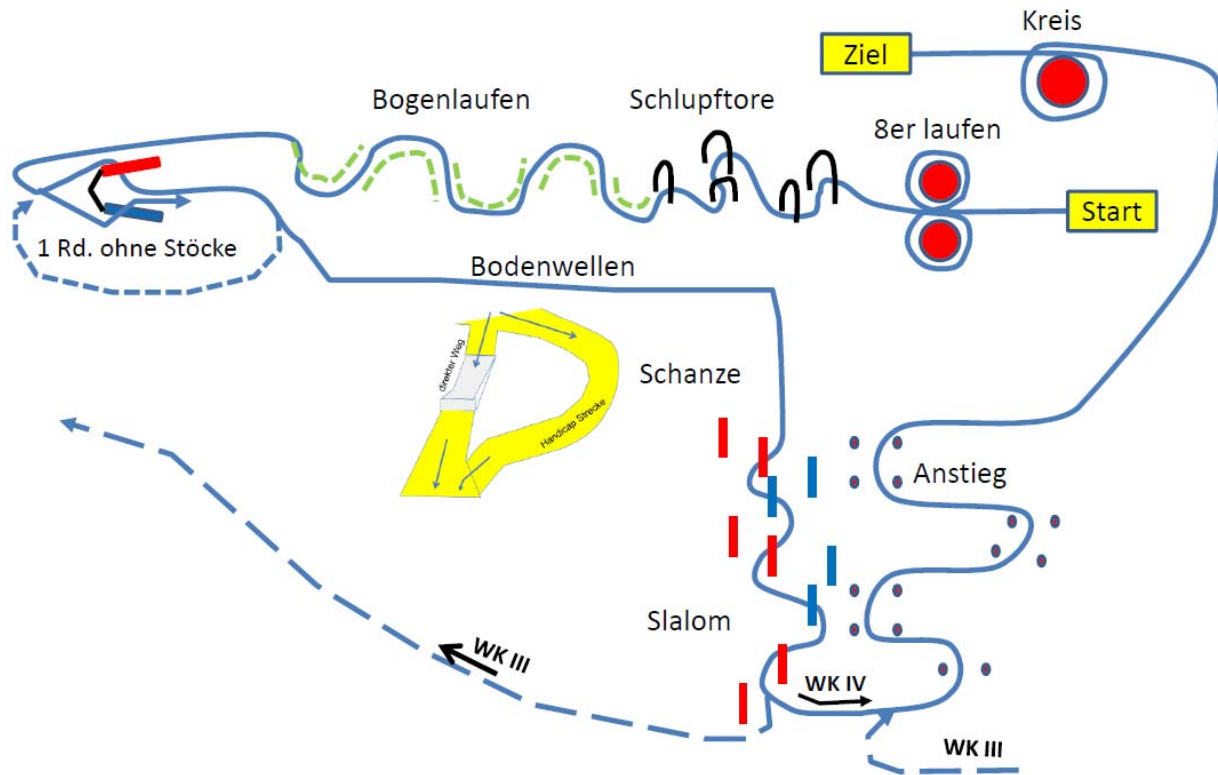 Kreis
Ziel
Bogenlaufen
Schlupftore
8er laufen
Start
1 Rd. ohne Stöcke
Bodenwellen
direkter Weg
Handicap Strecke
Schanze
Anstieg
Slalom
WK III
WK IV
WK III